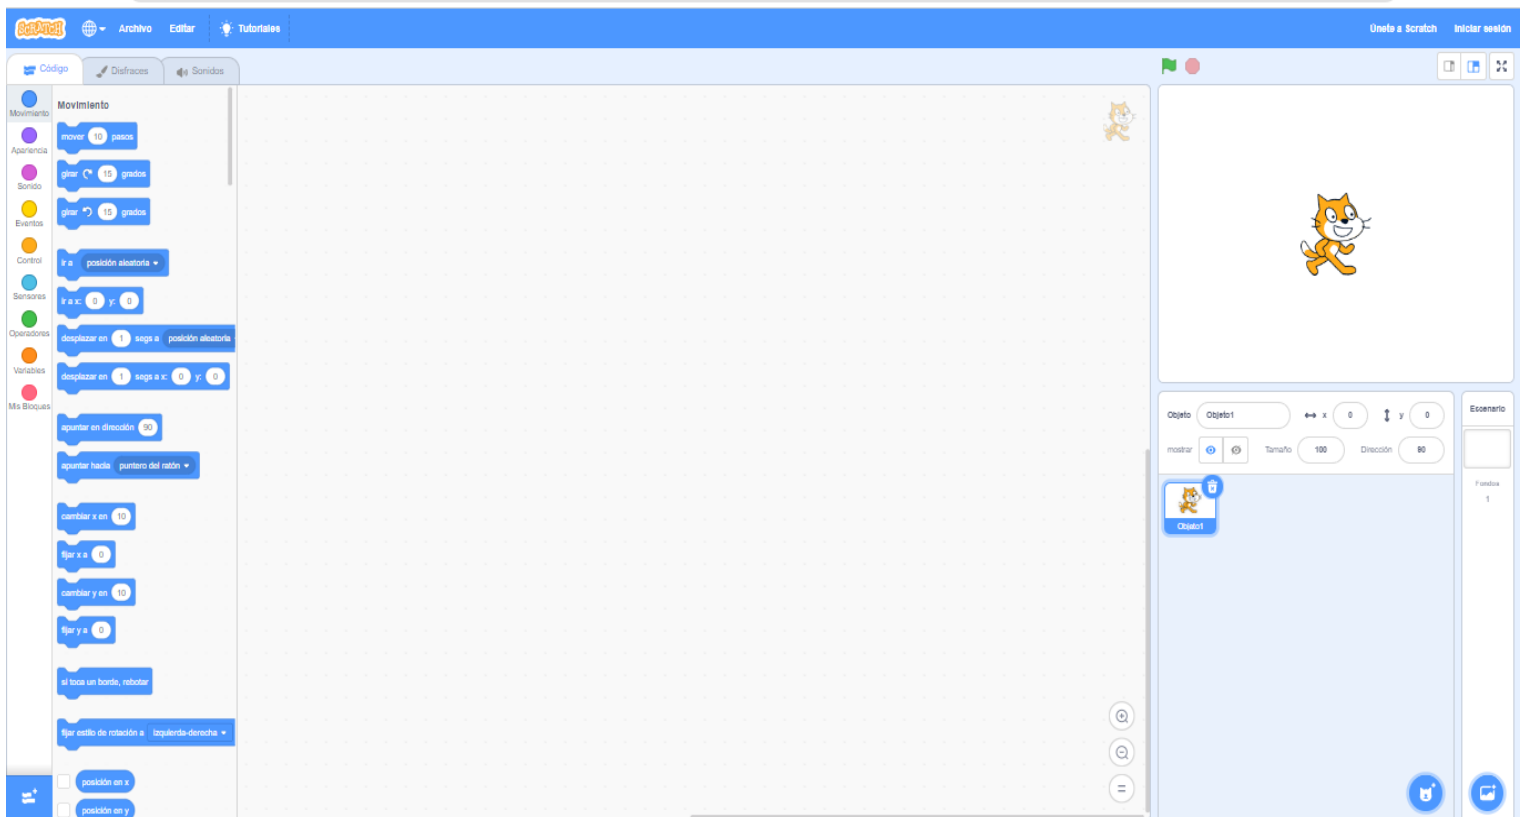 SCRATCH Archivo Editar Tutoriales Únete a Scratch Iniciar sesión
Código Disfraces Sonidos
Movimiento
Apariencia
Sonido
Eventos
Control
Sensores
Operadores
Variables
Mis Bloques
Movimiento
mover 10 pasos
girar 15 grados
girar 15 grados
ir a posición aleatoria
ir a x: 0 y: 0
desplazar en 1 segs a posición aleatoria
desplazar en 1 segs a x: 0 y: 0
apuntar en dirección 90
apuntar hacia puntero del ratón
cambiar x en 10
fijar x a 0
cambiar y en 10
fijar y a 0
si toca un borde, rebotar
fijar estilo de rotación a izquierda-derecha
posición en x
posición en y
Objeto Objeto1 x 0 y 0
mostrar Tamaño 100 Dirección 90
Objeto1
Escenario
Fondos
1